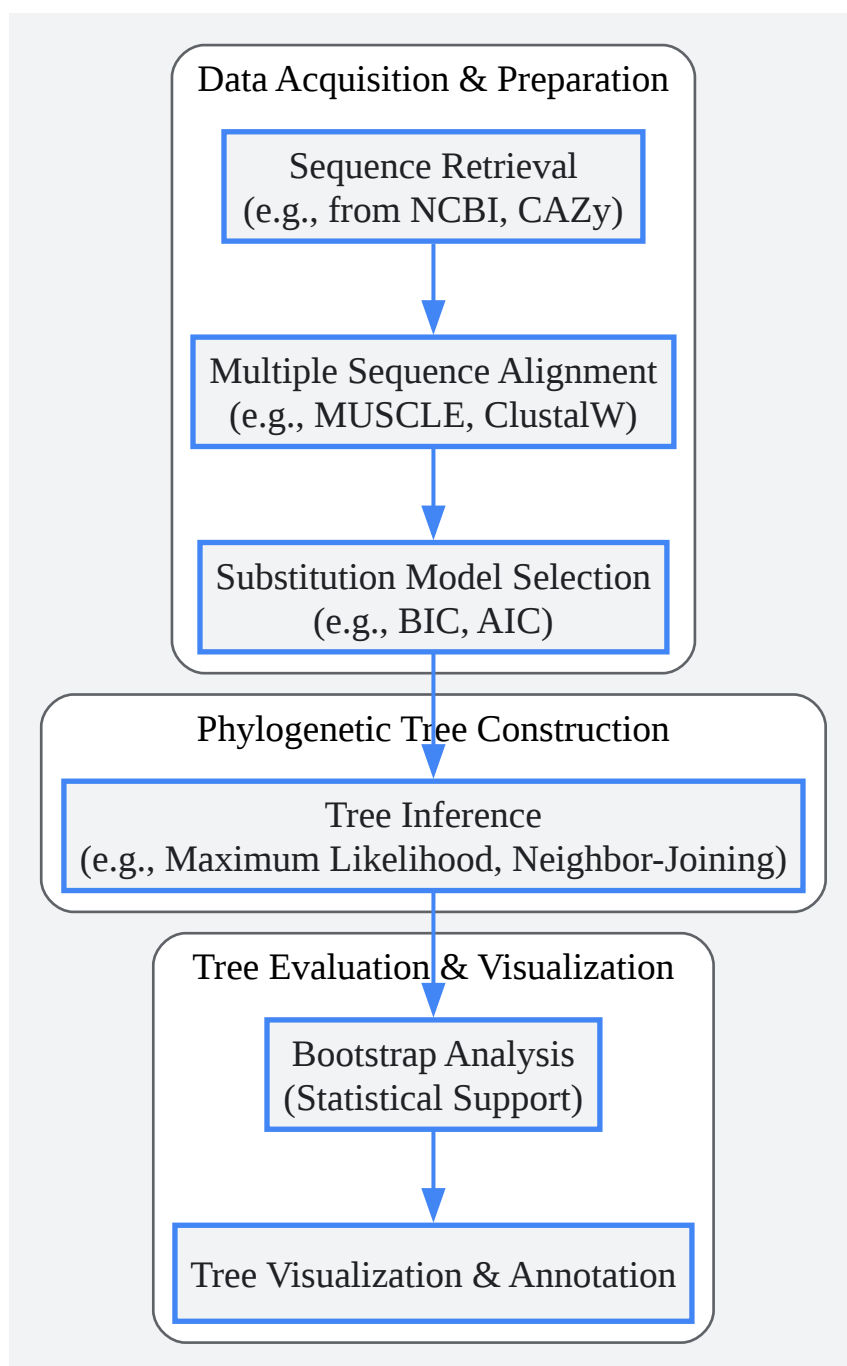 Data Acquisition & Preparation
Sequence Retrieval
(e.g., from NCBI, CAZy)
Multiple Sequence Alignment
(e.g., MUSCLE, ClustalW)
Substitution Model Selection
(e.g., BIC, AIC)
Phylogenetic Tree Construction
Tree Inference
(e.g., Maximum Likelihood, Neighbor-Joining)
Tree Evaluation & Visualization
Bootstrap Analysis
(Statistical Support)
Tree Visualization & Annotation